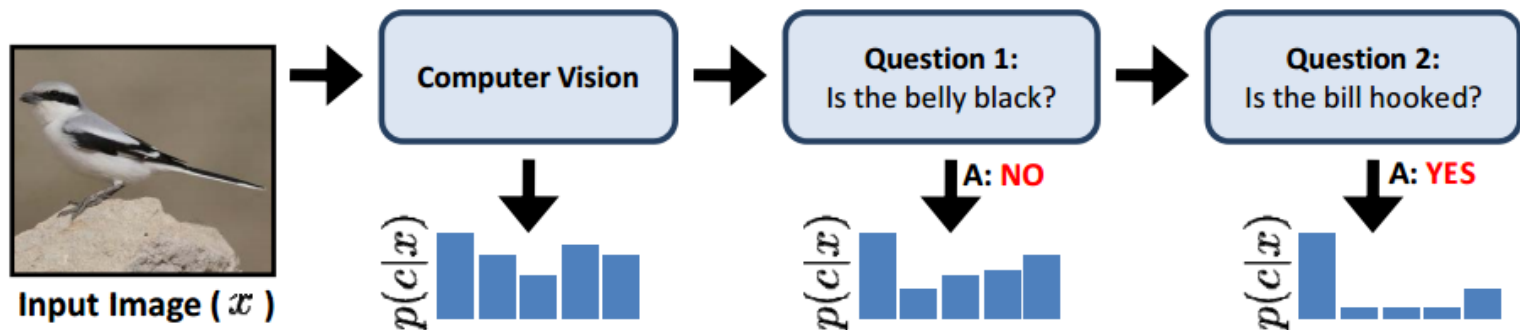 Computer Vision
Question 1:
Is the belly black?
Question 2:
Is the bill hooked?
A: NO
A: YES
p(c|x)
p(c|x)
p(c|x)
Input Image ( x )